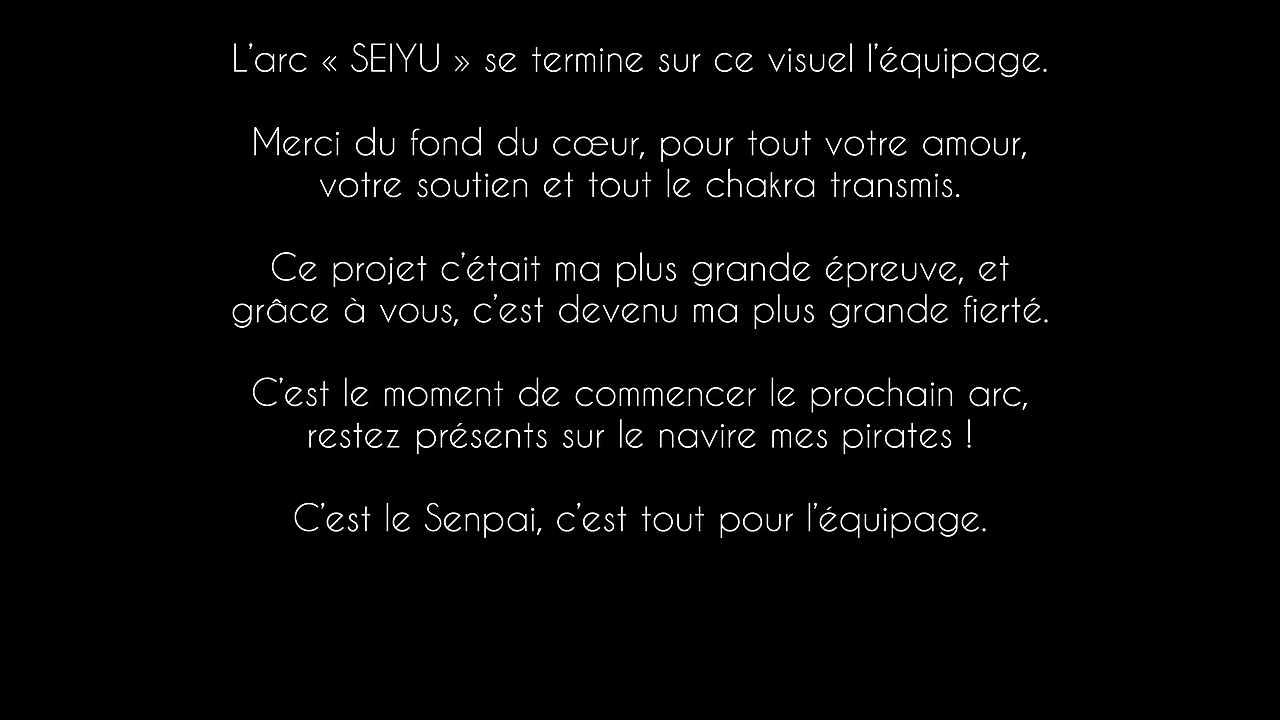 L'arc « SEIYU » se termine sur ce visuel l'équipage.
Merci du fond du cœur, pour tout votre amour,
votre soutien et tout le chakra transmis.
Ce projet c'était ma plus grande épreuve, et
grâce à vous, c'est devenu ma plus grande fierté.
C'est le moment de commencer le prochain arc,
restez présents sur le navire mes pirates !
C'est le Senpai, c'est tout pour l'équipage.